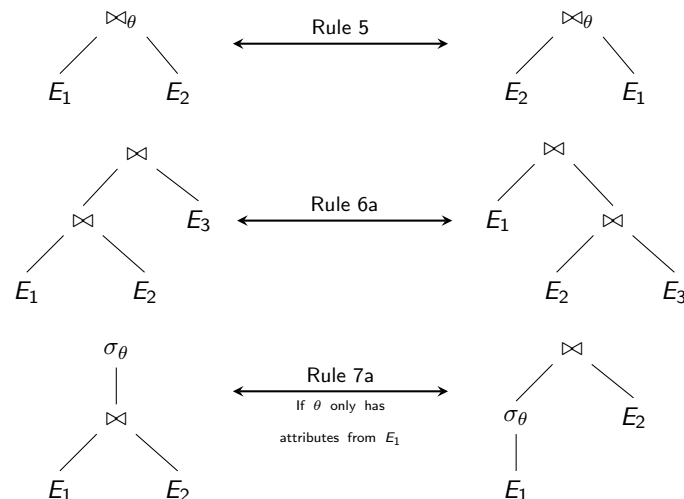 ⋈θ Rule 5 ⋈θ
E1 E2 E2 E1
⋈ ⋈
Rule 6a
⋈ E3 E1 ⋈
E1 E2 E2 E3
σθ ⋈
Rule 7a
If θ only has
⋈ σθ E2
attributes from E1
E1 E2 E1